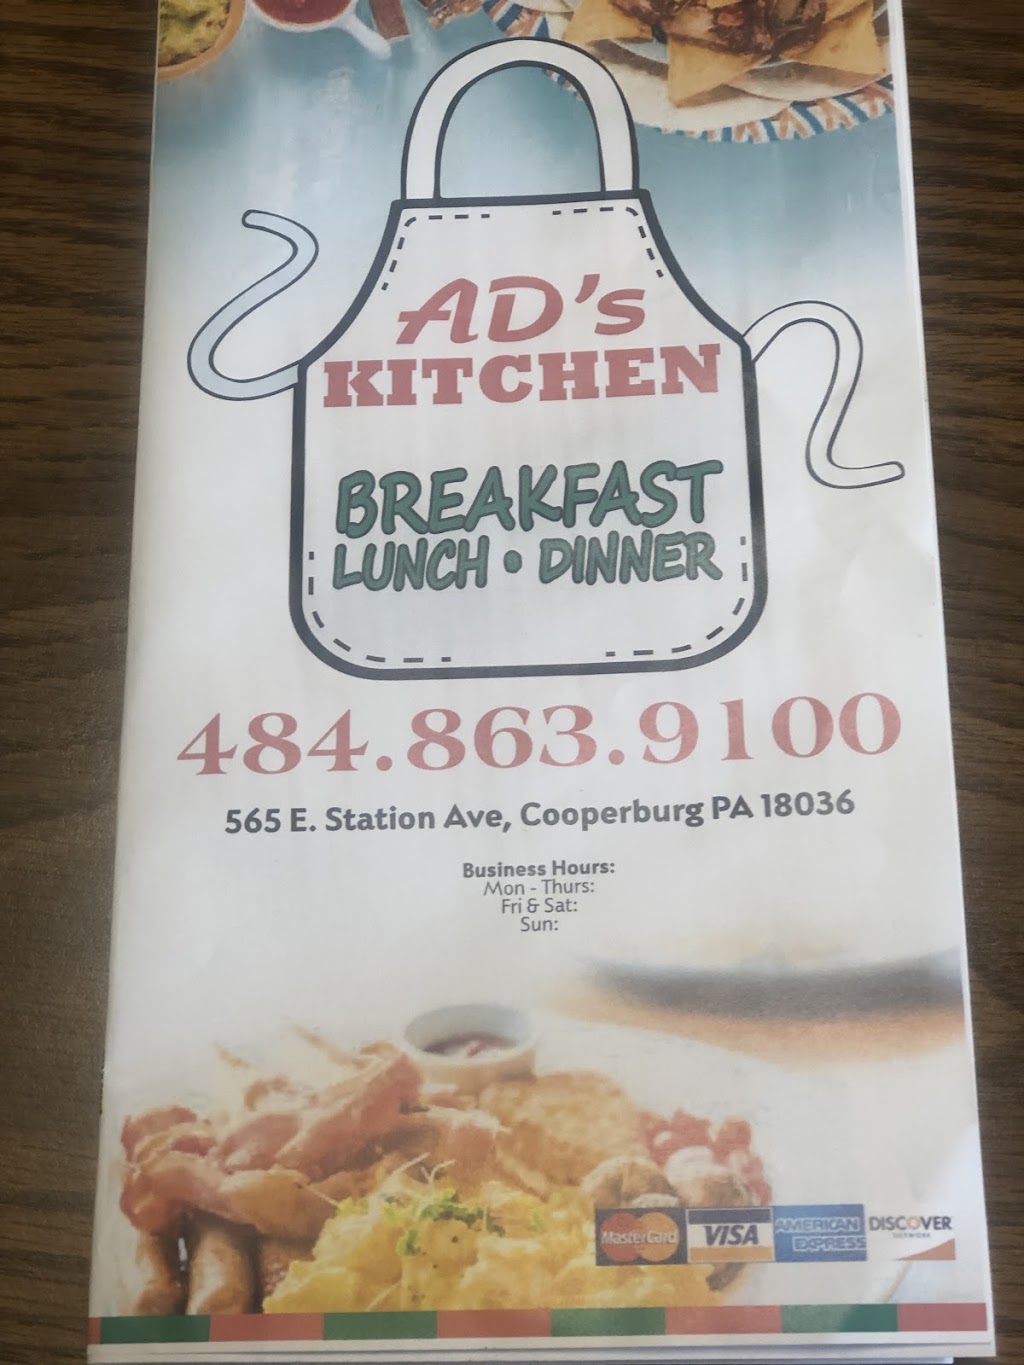 AD's
KITCHEN
BREAKFAST
LUNCH • DINNER
484.863.9100
565 E. Station Ave, Cooperburg PA 18036
Business Hours:
Mon - Thurs:
Fri & Sat:
Sun:
MasterCard
VISA
AMERICAN
EXPRESS
DISCOVER
NETWORK